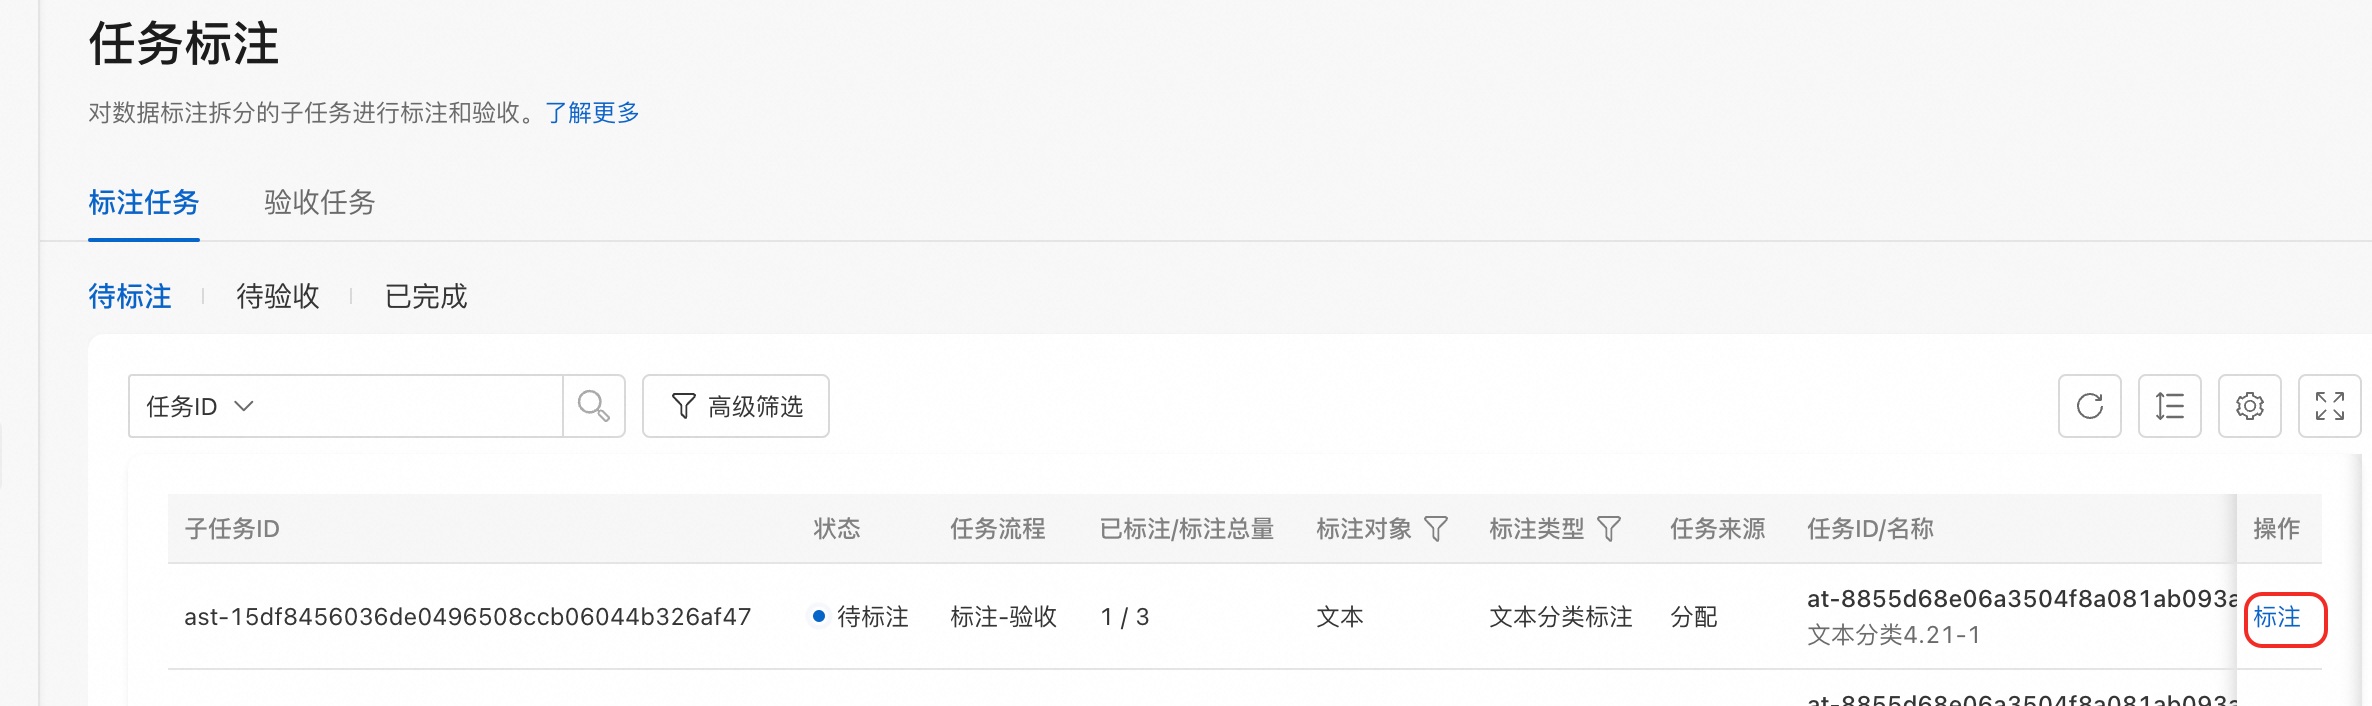 任务标注
对数据标注拆分的子任务进行标注和验收。了解更多
标注任务 验收任务
待标注 待验收 已完成
任务ID 高级筛选
子任务ID 状态 任务流程 已标注/标注总量 标注对象 标注类型 任务来源 任务ID/名称 操作
ast-15df8456036de0496508ccb06044b326af47 待标注 标注-验收 1 / 3 文本 文本分类标注 分配 at-8855d68e06a3504f8a081ab093a 标注
文本分类4.21-1
at-8855d68e06a3504f8a081ab093a